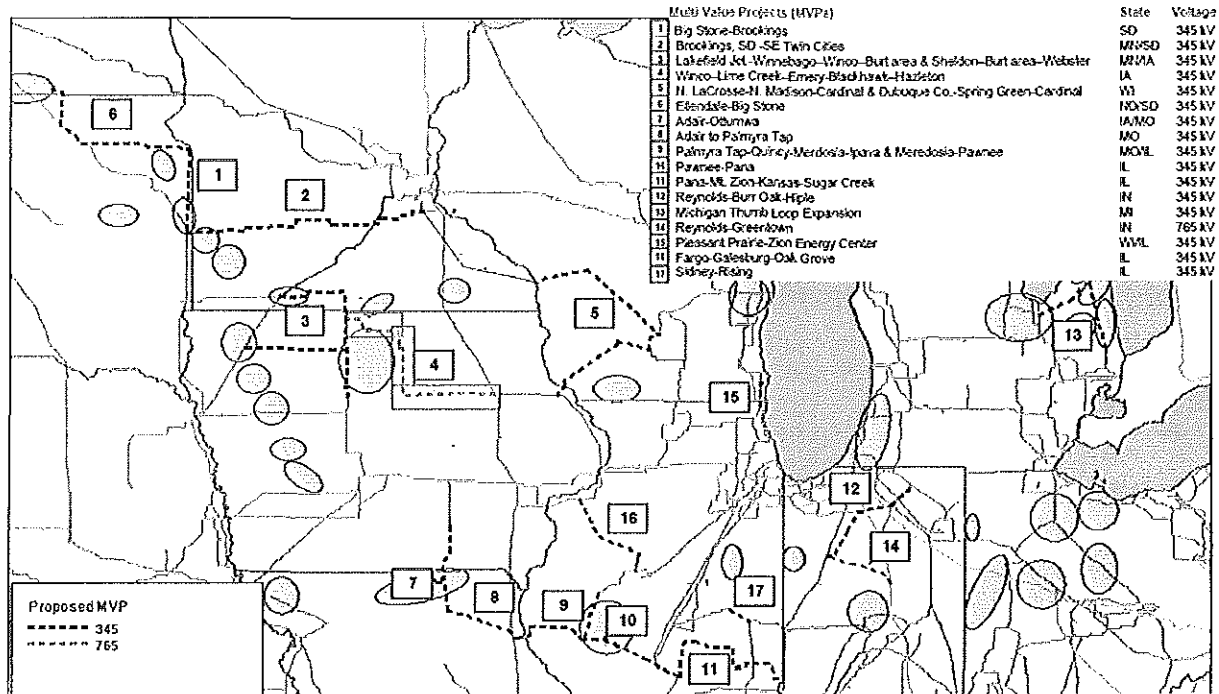 Multi Value Projects (MVPs) State Voltage
1 Big Stone-Brookings SD 345 kV
2 Brookings, SD -SE Twin Cities MN/SD 345 kV
3 Lakefield Jct.-Winnebago-Winco-Burt area & Sheldon-Burt area-Webster MN/IA 345 kV
4 Winco-Lime Creek-Emery-Blackhawk-Hazleton IA 345 kV
5 N. LaCrosse-N. Madison-Cardinal & Dubuque Co.-Spring Green-Cardinal WI 345 kV
6 Ellendale-Big Stone ND/SD 345 kV
7 Adair-Ottumwa IA/MO 345 kV
8 Adair to Palmyra Tap MO 345 kV
9 Palmyra Tap-Quincy-Merdosia-Ipava & Meredosia-Pawnee MO/IL 345 kV
10 Pawnee-Pana IL 345 kV
11 Pana-Mt. Zion-Kansas-Sugar Creek IL 345 kV
12 Reynolds-Burr Oak-Hiple IN 345 kV
13 Michigan Thumb Loop Expansion MI 345 kV
14 Reynolds-Greentown IN 765 kV
15 Pleasant Prairie-Zion Energy Center WI/IL 345 kV
16 Fargo-Galesburg-Oak Grove IL 345 kV
17 Sidney-Rising IL 345 kV
6
1
2
3
5
13
4
15
12
16
14
7
8
9
10
17
11
Proposed MVP
345
765